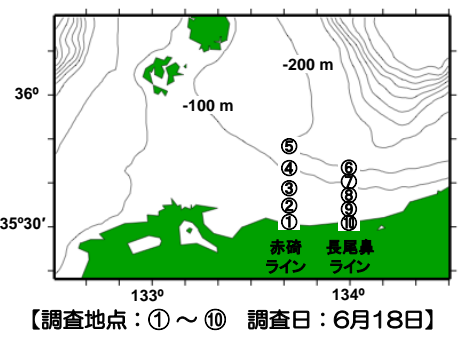 -200 m
36°
-100 m
⑤
④ ⑥
⑦
③ ⑧
② ⑨
35°30′ ① ⑩
赤碕 長尾鼻
ライン ライン
133° 134°
【調査地点：①～⑩ 調査日：6月18日】